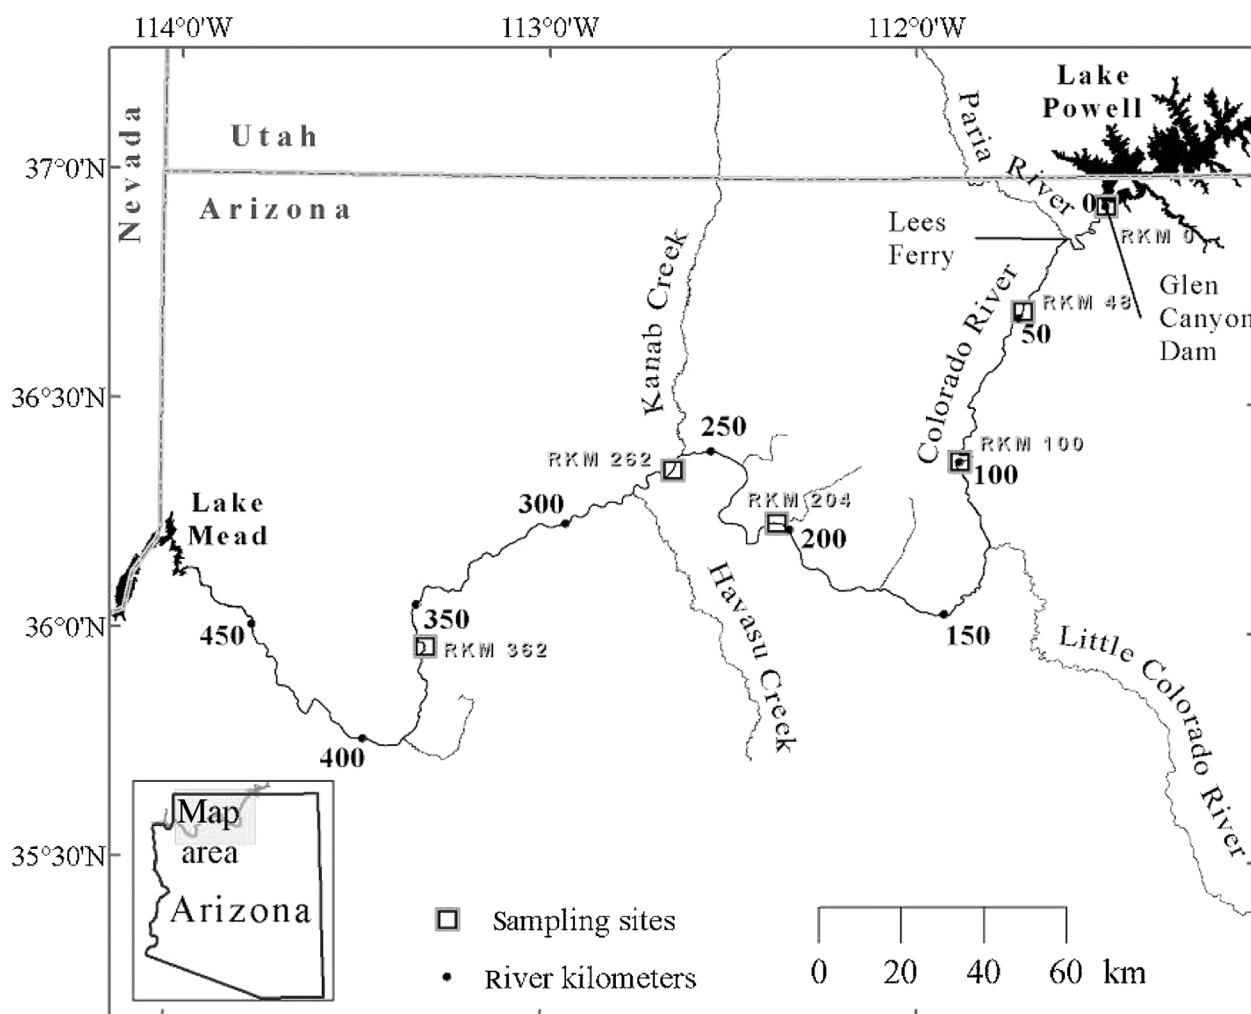 114°0'W
113°0'W
112°0'W
Lake
Powell
Nevada
Utah
Paria River
37°0'N
Arizona
0
RKM 0
Lees
Ferry
Kanab Creek
Colorado River
Glen
Canyon
Dam
RKM 48
50
36°30'N
250
RKM 262
RKM 100
100
Lake
Mead
300
RKM 204
200
Havasu Creek
36°0'N
450
350
RKM 362
150
Little Colorado River
400
Map
area
35°30'N
Arizona
Sampling sites
River kilometers
0 20 40 60 km